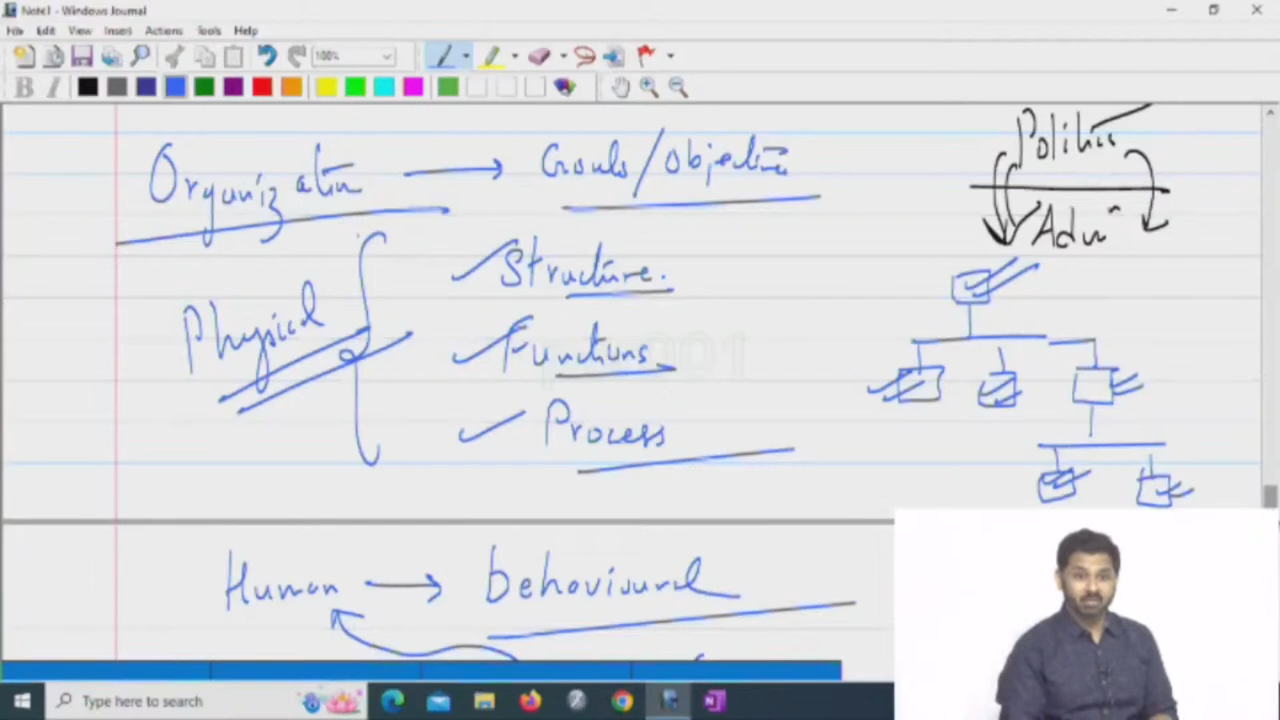 Note1 - Windows Journal
File Edit View Insert Actions Tools Help
100%
B I
Organization → Goals/objective
Politics
Admn
Physical
Structure.
Functions
Process
Human → behavioural
Type here to search